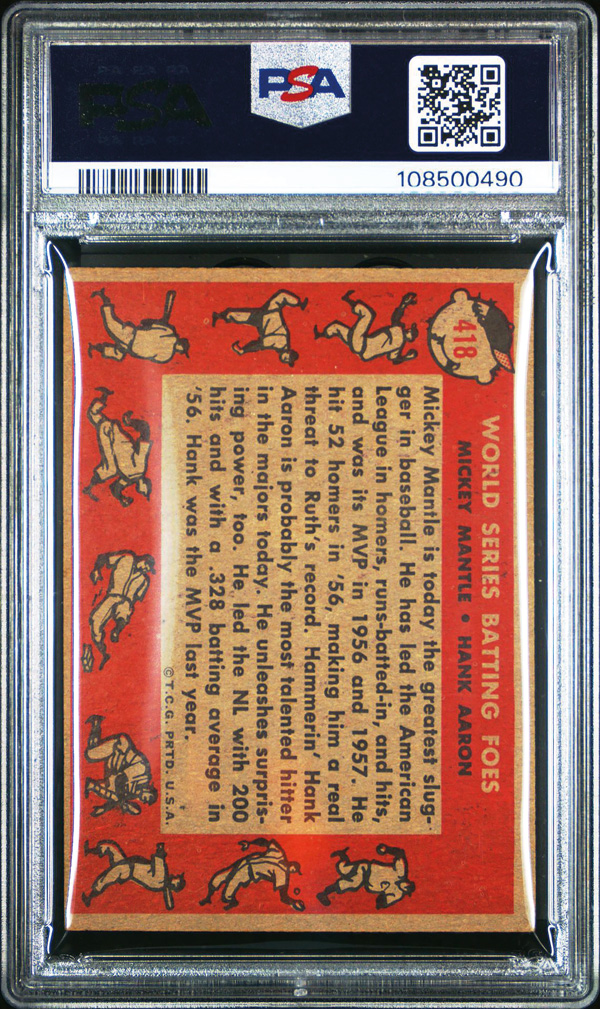 PSA
PSA
108500490
418
WORLD SERIES BATTING FOES
MICKEY MANTLE • HANK AARON
Mickey Mantle is today the greatest slug-
ger in baseball. He has led the American
League in homers, runs-batted-in, and hits,
and was its MVP in 1956 and 1957. He
hit 52 homers in '56, making him a real
threat to Ruth's record. Hammerin' Hank
Aaron is probably the most talented hitter
in the majors today. He unleashes surpris-
ing power, too. He led the NL with 200
hits and with a .328 batting average in
'56. Hank was the MVP last year.
©T.C.G. PRTD. U.S.A.